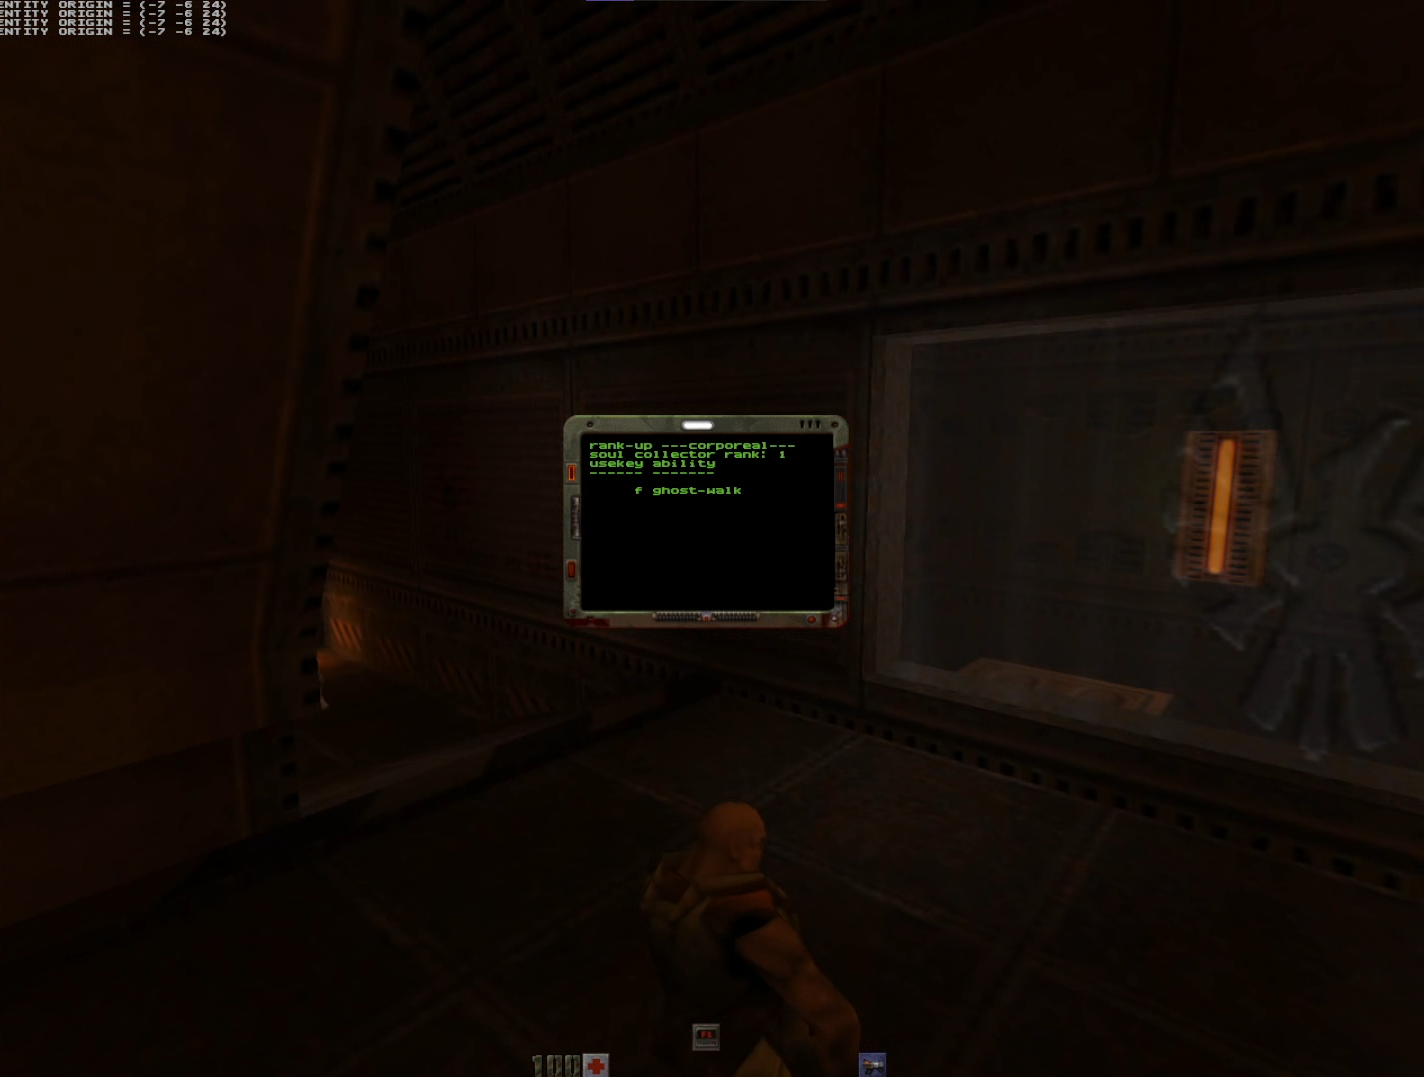 ENTITY ORIGIN = (-7 -6 24)
ENTITY ORIGIN = (-7 -6 24)
ENTITY ORIGIN = (-7 -6 24)
ENTITY ORIGIN = (-7 -6 24)
rank-up ---corporeal---
soul collector rank: 1
usekey ability
------ -------
f ghost-walk
F1
100